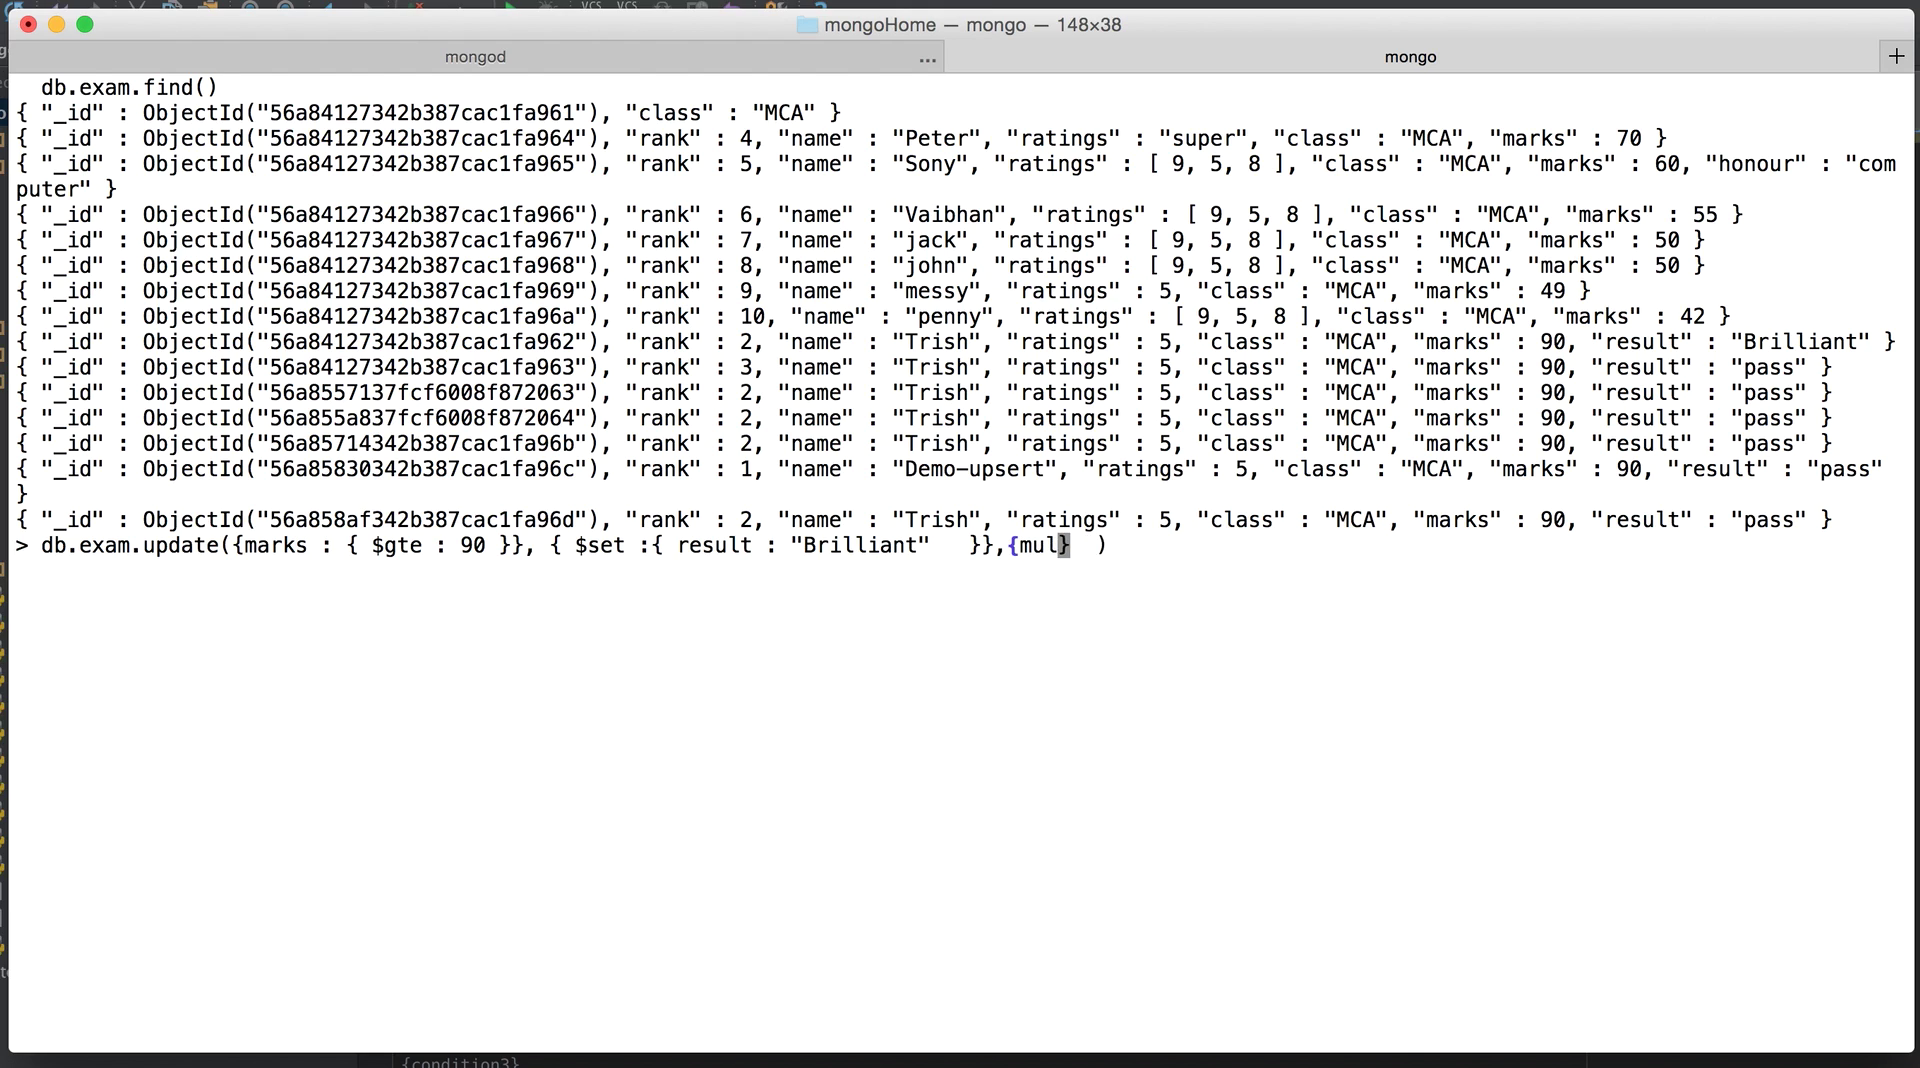 VCS VCS
mongoHome — mongo — 148×38
mongod ... mongo +
db.exam.find()
{ "_id" : ObjectId("56a84127342b387cac1fa961"), "class" : "MCA" }
{ "_id" : ObjectId("56a84127342b387cac1fa964"), "rank" : 4, "name" : "Peter", "ratings" : "super", "class" : "MCA", "marks" : 70 }
{ "_id" : ObjectId("56a84127342b387cac1fa965"), "rank" : 5, "name" : "Sony", "ratings" : [ 9, 5, 8 ], "class" : "MCA", "marks" : 60, "honour" : "com
puter" }
{ "_id" : ObjectId("56a84127342b387cac1fa966"), "rank" : 6, "name" : "Vaibhan", "ratings" : [ 9, 5, 8 ], "class" : "MCA", "marks" : 55 }
{ "_id" : ObjectId("56a84127342b387cac1fa967"), "rank" : 7, "name" : "jack", "ratings" : [ 9, 5, 8 ], "class" : "MCA", "marks" : 50 }
{ "_id" : ObjectId("56a84127342b387cac1fa968"), "rank" : 8, "name" : "john", "ratings" : [ 9, 5, 8 ], "class" : "MCA", "marks" : 50 }
{ "_id" : ObjectId("56a84127342b387cac1fa969"), "rank" : 9, "name" : "messy", "ratings" : 5, "class" : "MCA", "marks" : 49 }
{ "_id" : ObjectId("56a84127342b387cac1fa96a"), "rank" : 10, "name" : "penny", "ratings" : [ 9, 5, 8 ], "class" : "MCA", "marks" : 42 }
{ "_id" : ObjectId("56a84127342b387cac1fa962"), "rank" : 2, "name" : "Trish", "ratings" : 5, "class" : "MCA", "marks" : 90, "result" : "Brilliant" }
{ "_id" : ObjectId("56a84127342b387cac1fa963"), "rank" : 3, "name" : "Trish", "ratings" : 5, "class" : "MCA", "marks" : 90, "result" : "pass" }
{ "_id" : ObjectId("56a8557137fcf6008f872063"), "rank" : 2, "name" : "Trish", "ratings" : 5, "class" : "MCA", "marks" : 90, "result" : "pass" }
{ "_id" : ObjectId("56a855a837fcf6008f872064"), "rank" : 2, "name" : "Trish", "ratings" : 5, "class" : "MCA", "marks" : 90, "result" : "pass" }
{ "_id" : ObjectId("56a85714342b387cac1fa96b"), "rank" : 2, "name" : "Trish", "ratings" : 5, "class" : "MCA", "marks" : 90, "result" : "pass" }
{ "_id" : ObjectId("56a85830342b387cac1fa96c"), "rank" : 1, "name" : "Demo-upsert", "ratings" : 5, "class" : "MCA", "marks" : 90, "result" : "pass"
}
{ "_id" : ObjectId("56a858af342b387cac1fa96d"), "rank" : 2, "name" : "Trish", "ratings" : 5, "class" : "MCA", "marks" : 90, "result" : "pass" }
> db.exam.update({marks : { $gte : 90 }}, { $set :{ result : "Brilliant"   }},{mul}  )
{condition3}